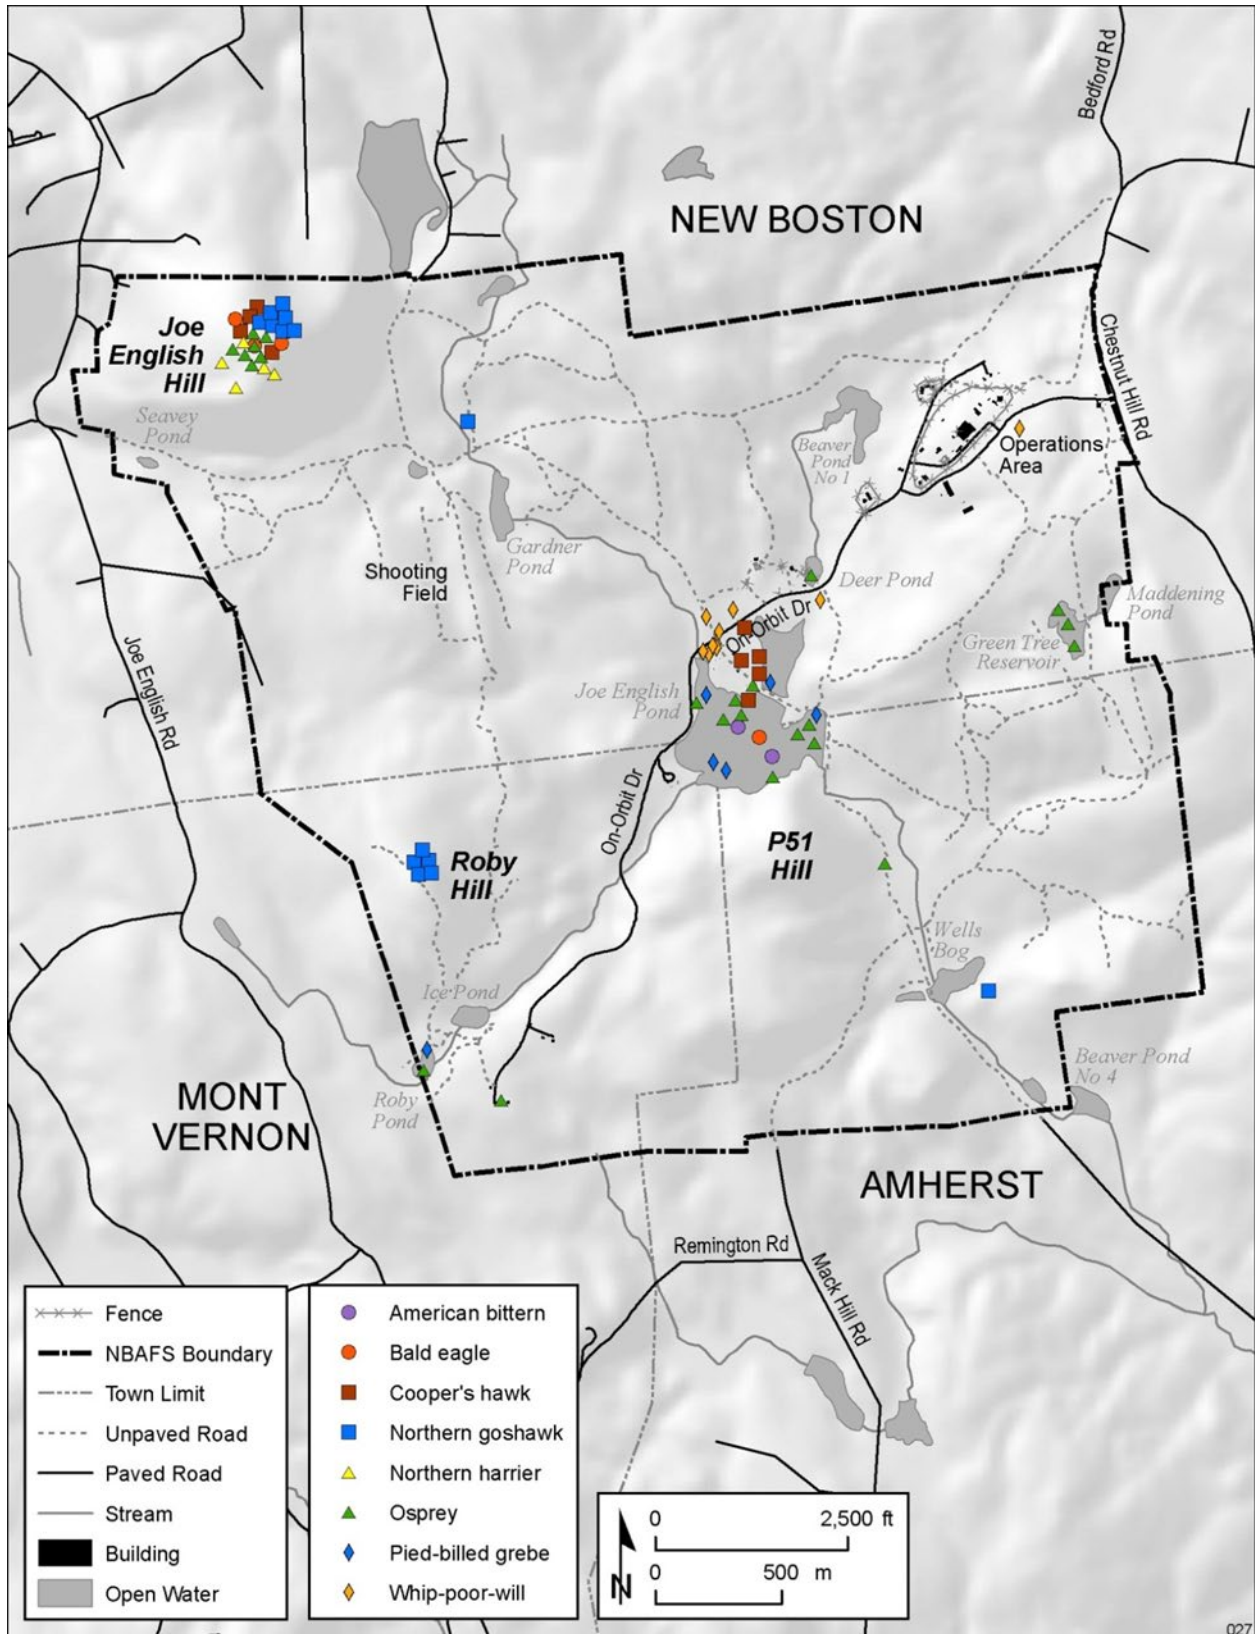 Bedford Rd
NEW BOSTON
Joe
English
Hill
Seavey
Pond
Chestnut Hill Rd
Beaver
Pond
No 1
Operations
Area
Gardner
Pond
Shooting
Field
Deer Pond
Maddening
Pond
On-Orbit Dr
Green Tree
Reservoir
Joe English Rd
Joe English
Pond
On-Orbit Dr
P51
Hill
Roby
Hill
Wells
Bog
Ice Pond
Beaver Pond
No 4
Roby
Pond
MONT
VERNON
AMHERST
Remington Rd
Mack Hill Rd
Fence
NBAFS Boundary
Town Limit
Unpaved Road
Paved Road
Stream
Building
Open Water
American bittern
Bald eagle
Cooper's hawk
Northern goshawk
Northern harrier
Osprey
Pied-billed grebe
Whip-poor-will
0 2,500 ft
0 500 m
N
027